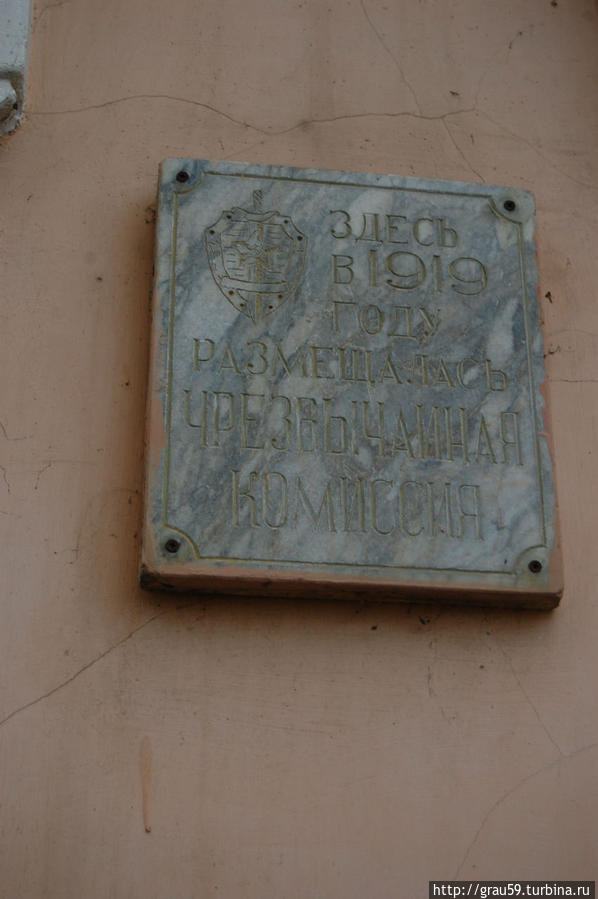 ЗДЕСЬ
В 1919
ГОДУ
РАЗМЕЩАЛАСЬ
ЧРЕЗВЫЧАЙНАЯ
КОМИССИЯ
http://grau59.turbina.ru/